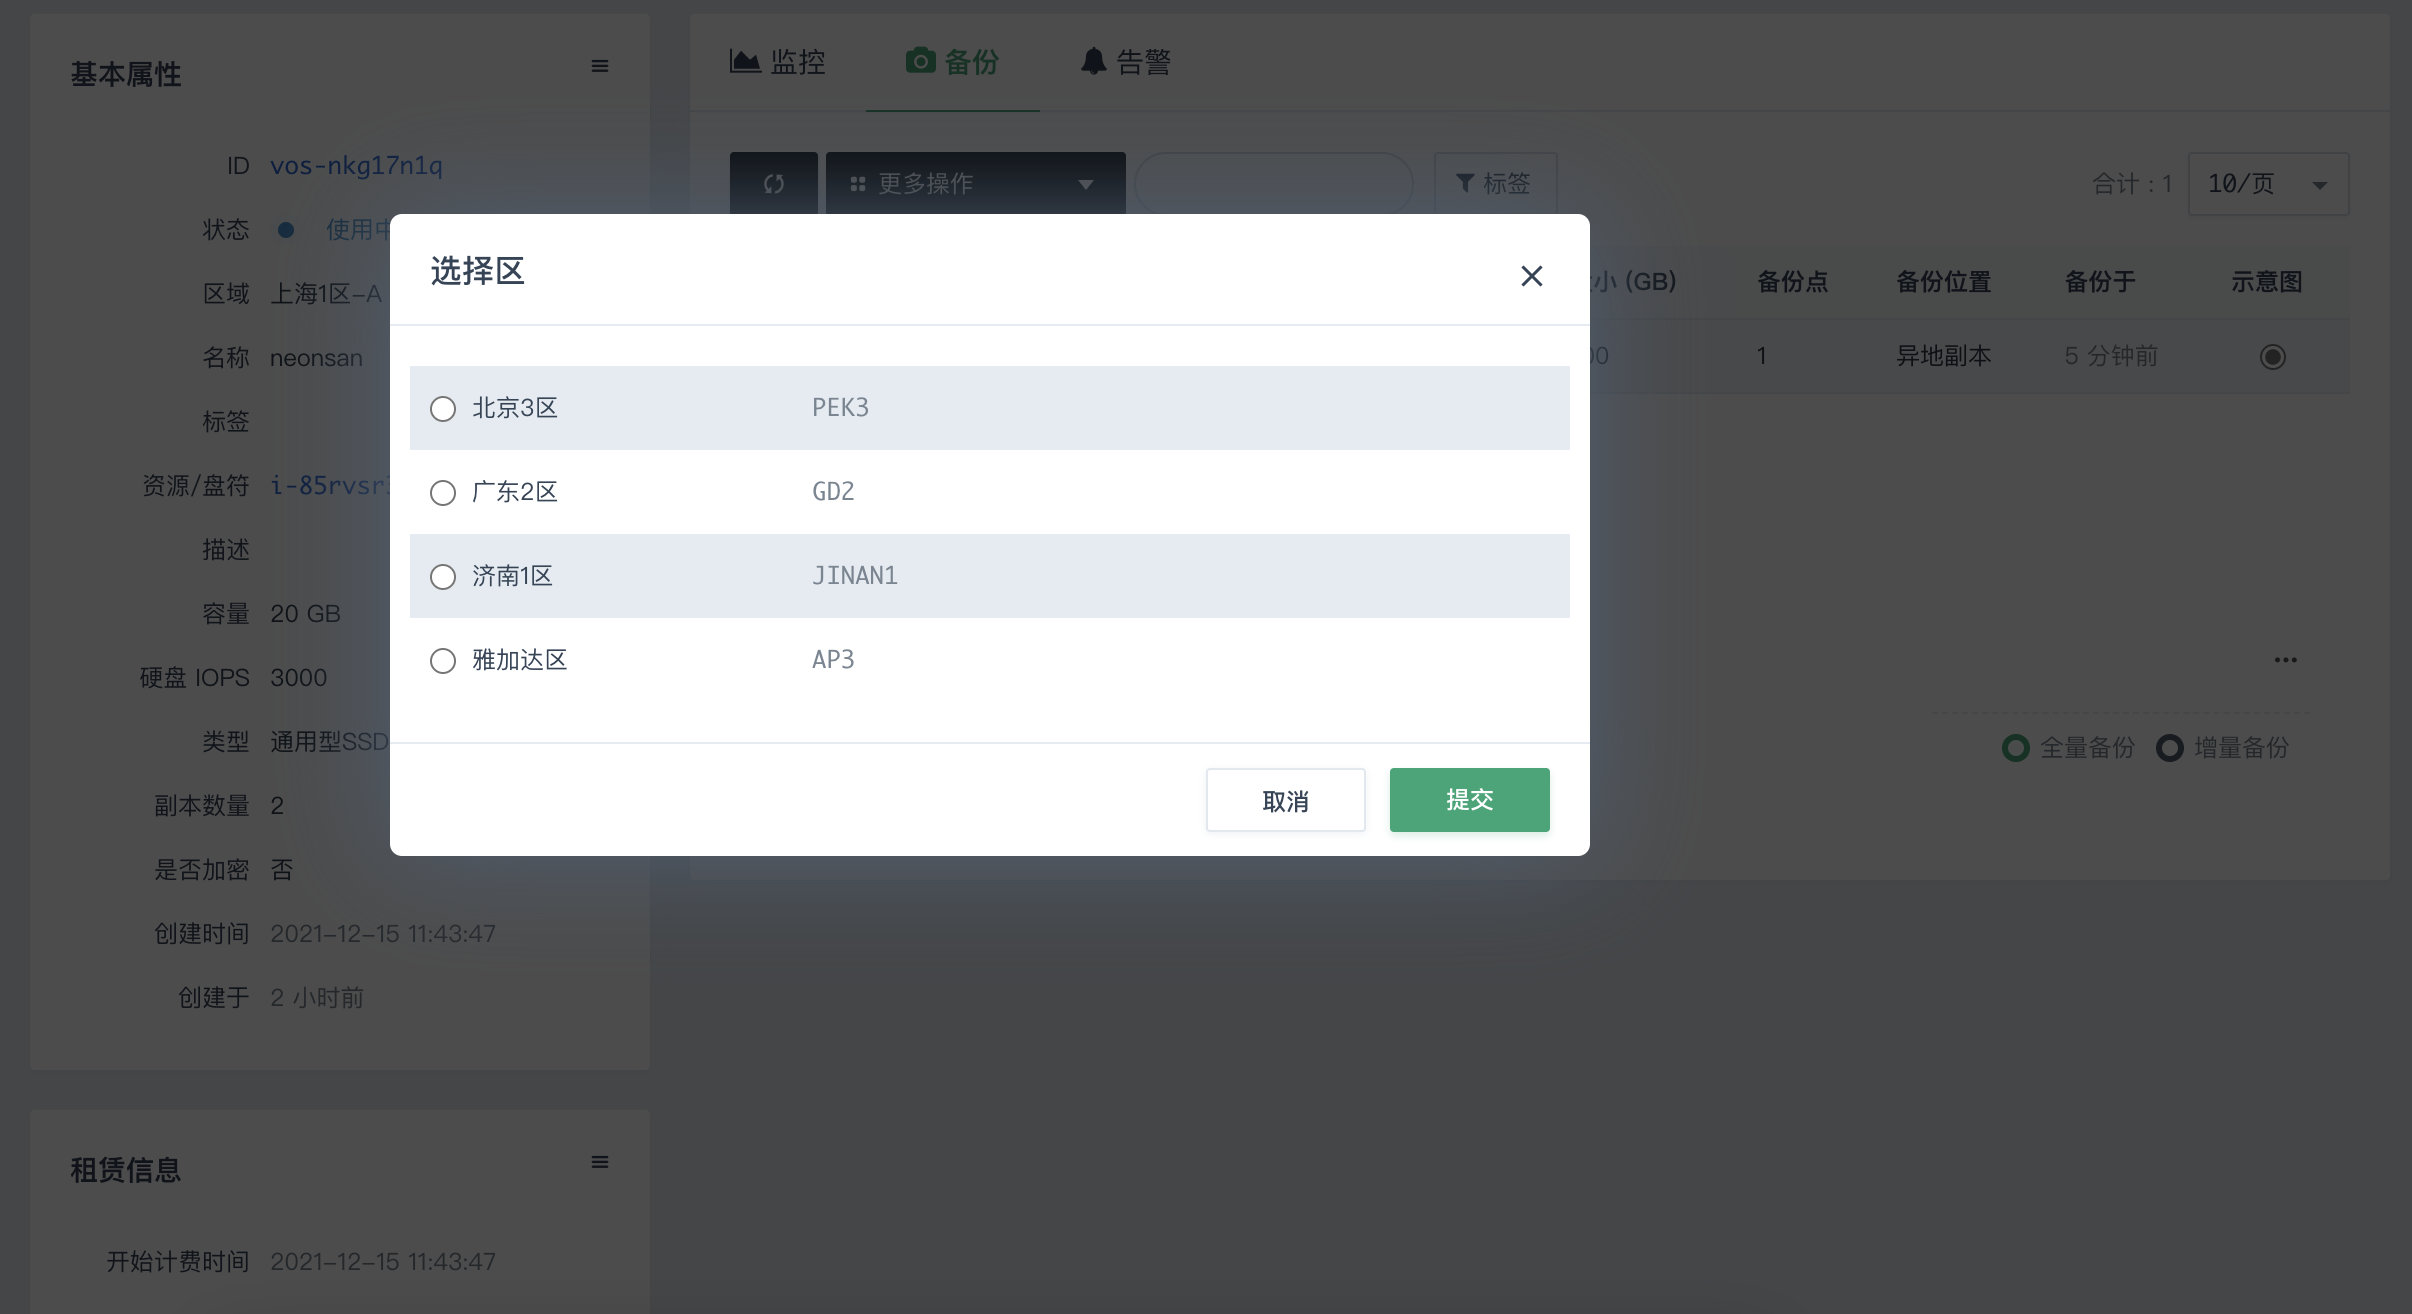 基本属性
ID vos-nkg17n1q
状态 使用中
区域 上海1区-A
名称 neonsan
标签
资源/盘符 i-85rvsr
描述
容量 20 GB
硬盘 IOPS 3000
类型 通用型SSD
副本数量 2
是否加密 否
创建时间 2021-12-15 11:43:47
创建于 2 小时前
租赁信息
开始计费时间 2021-12-15 11:43:47
监控 备份 告警
更多操作 标签 合计：1 10/页
小 (GB) 备份点 备份位置 备份于 示意图
00 1 异地副本 5 分钟前
全量备份 增量备份
选择区
北京3区 PEK3
广东2区 GD2
济南1区 JINAN1
雅加达区 AP3
取消 提交